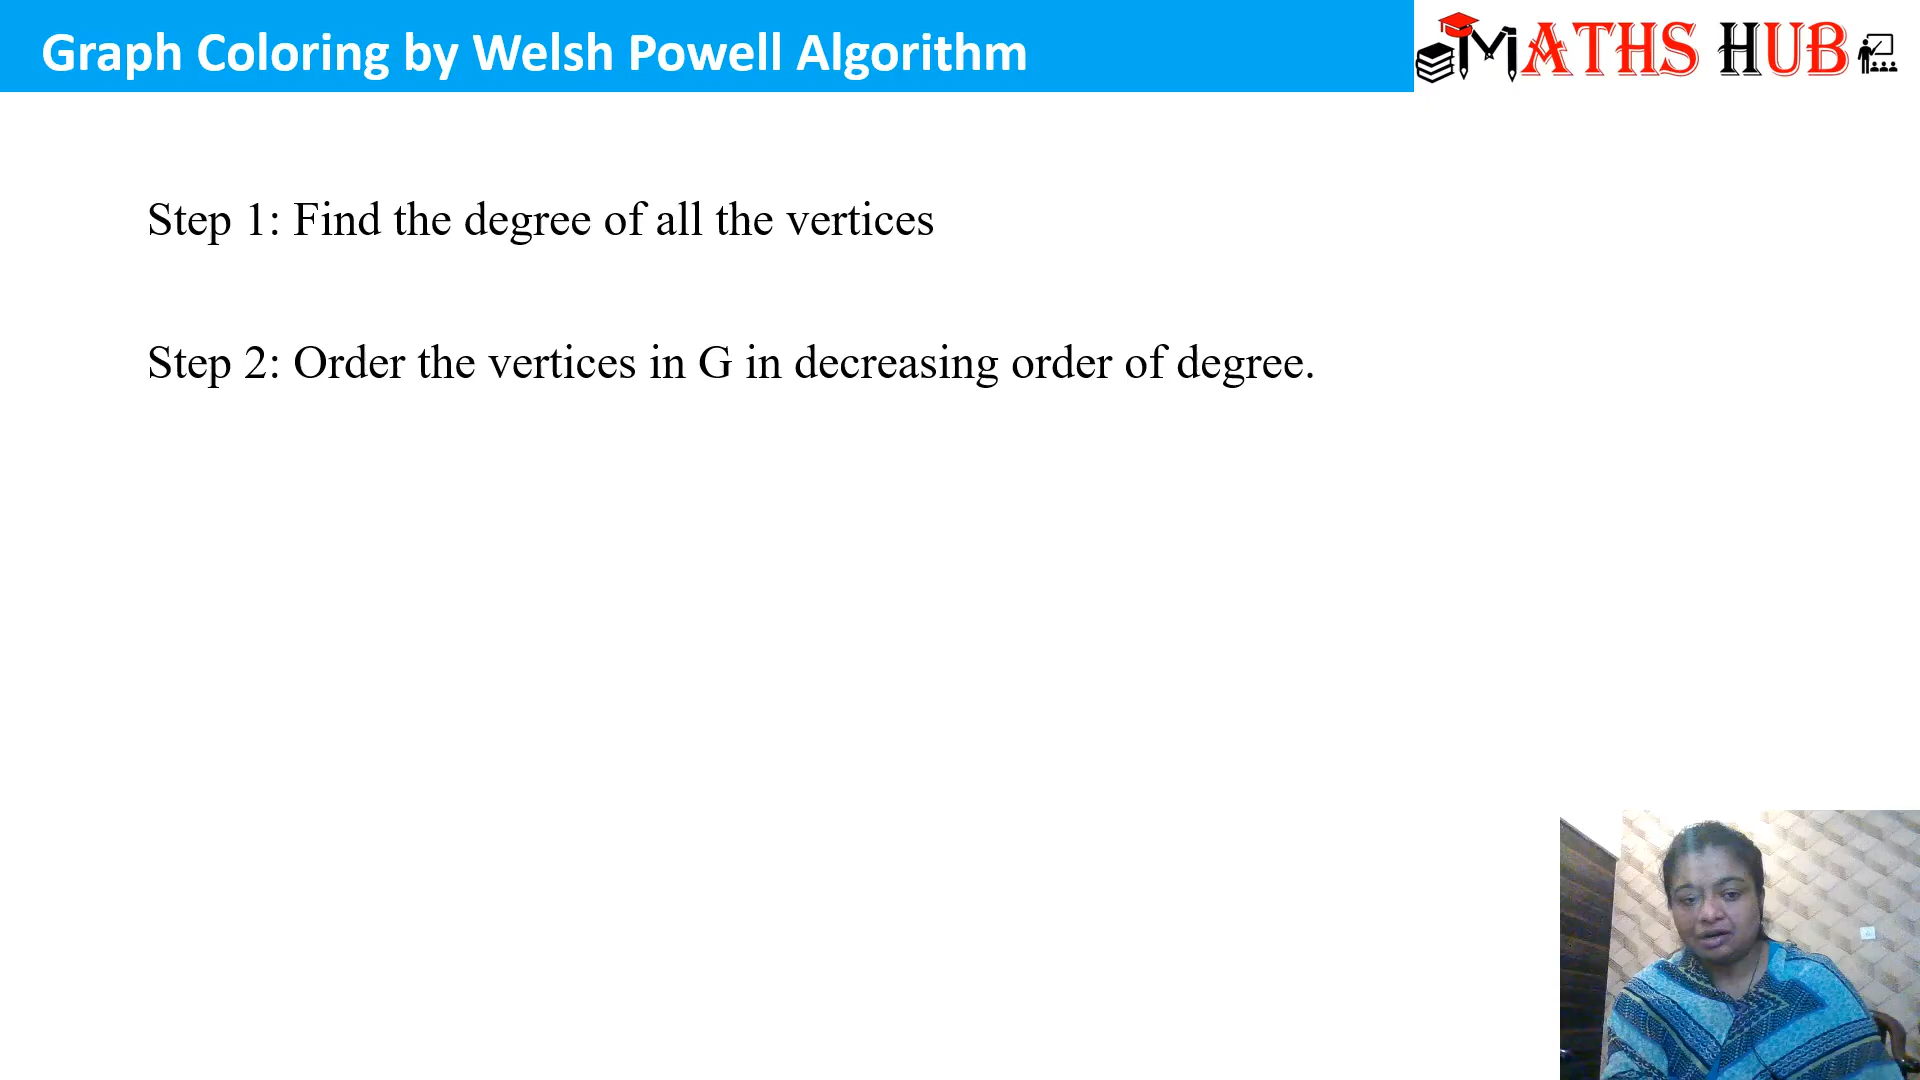 Graph Coloring by Welsh Powell Algorithm
MATHS HUB
Step 1: Find the degree of all the vertices
Step 2: Order the vertices in G in decreasing order of degree.